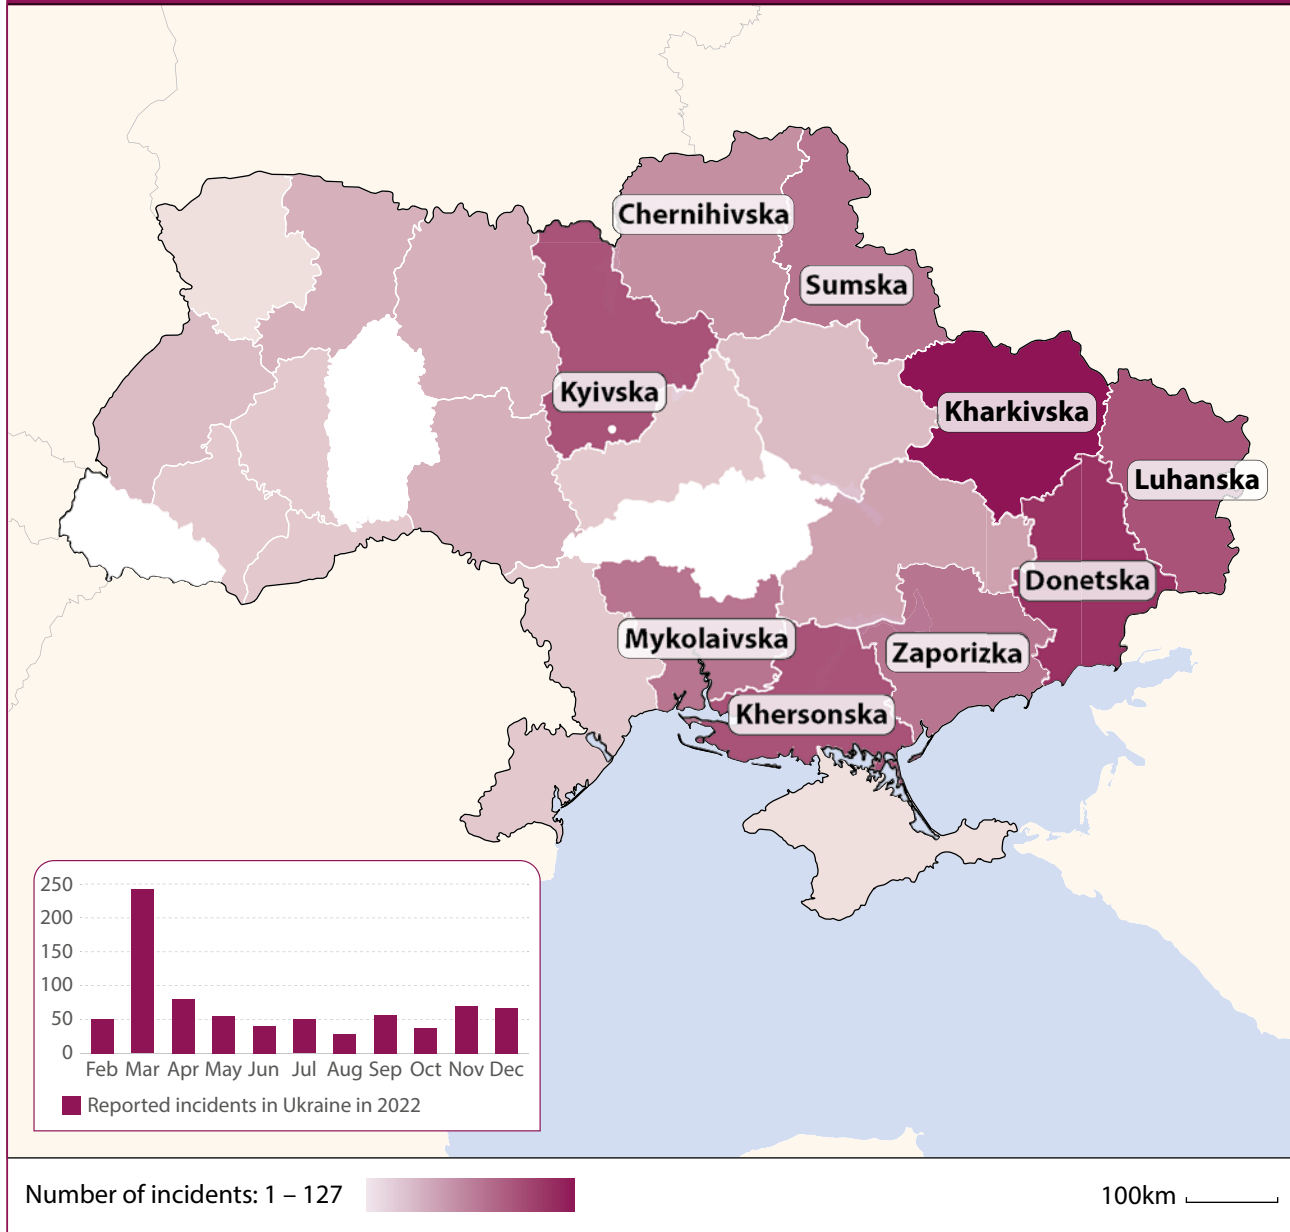 Chernihivska
Sumska
Kyivska
Kharkivska
Luhanska
Donetska
Mykolaivska
Zaporizka
Khersonska
250
200
150
100
50
0
Feb Mar Apr May Jun Jul Aug Sep Oct Nov Dec
Reported incidents in Ukraine in 2022
Number of incidents: 1 – 127
100km